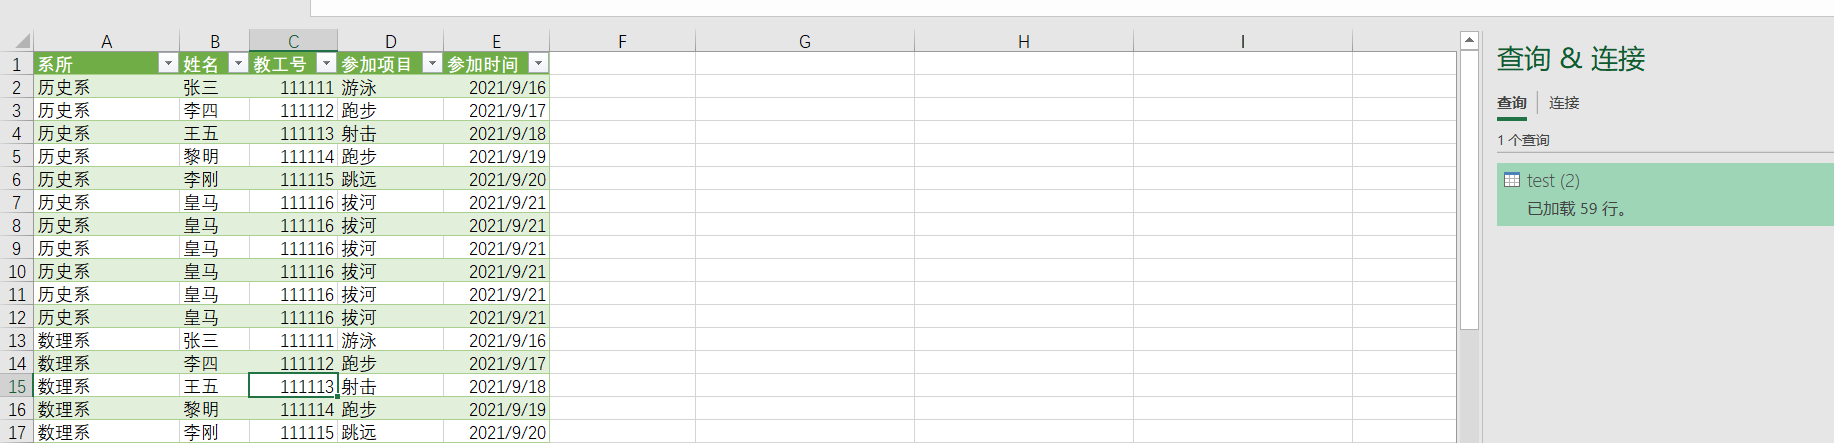 A B C D E F G H I
1 系所 姓名 教工号 参加项目 参加时间
2 历史系 张三 111111 游泳 2021/9/16
3 历史系 李四 111112 跑步 2021/9/17
4 历史系 王五 111113 射击 2021/9/18
5 历史系 黎明 111114 跑步 2021/9/19
6 历史系 李刚 111115 跳远 2021/9/20
7 历史系 皇马 111116 拔河 2021/9/21
8 历史系 皇马 111116 拔河 2021/9/21
9 历史系 皇马 111116 拔河 2021/9/21
10 历史系 皇马 111116 拔河 2021/9/21
11 历史系 皇马 111116 拔河 2021/9/21
12 历史系 皇马 111116 拔河 2021/9/21
13 数理系 张三 111111 游泳 2021/9/16
14 数理系 李四 111112 跑步 2021/9/17
15 数理系 王五 111113 射击 2021/9/18
16 数理系 黎明 111114 跑步 2021/9/19
17 数理系 李刚 111115 跳远 2021/9/20
查询 & 连接
查询 连接
1 个查询
test (2)
已加载 59 行。